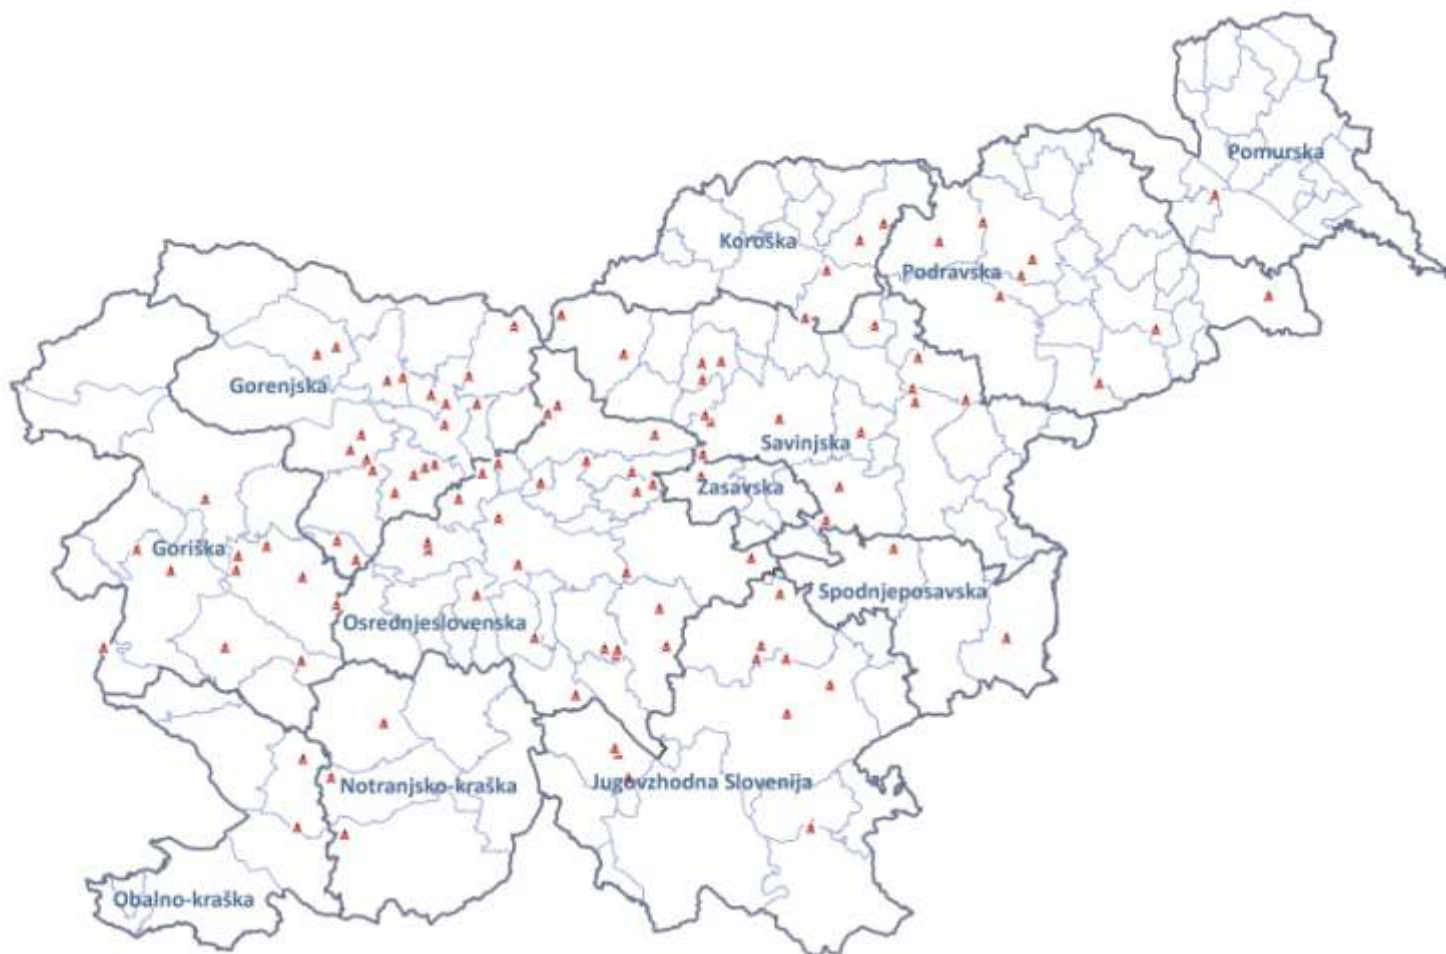 Pomurska
Koroška
Podravska
Gorenjska
Savinjska
Zasavska
Goriška
Spodnjeposavska
Osrednjeslovenska
Notranjsko-kraška
Jugovzhodna Slovenija
Obalno-kraška